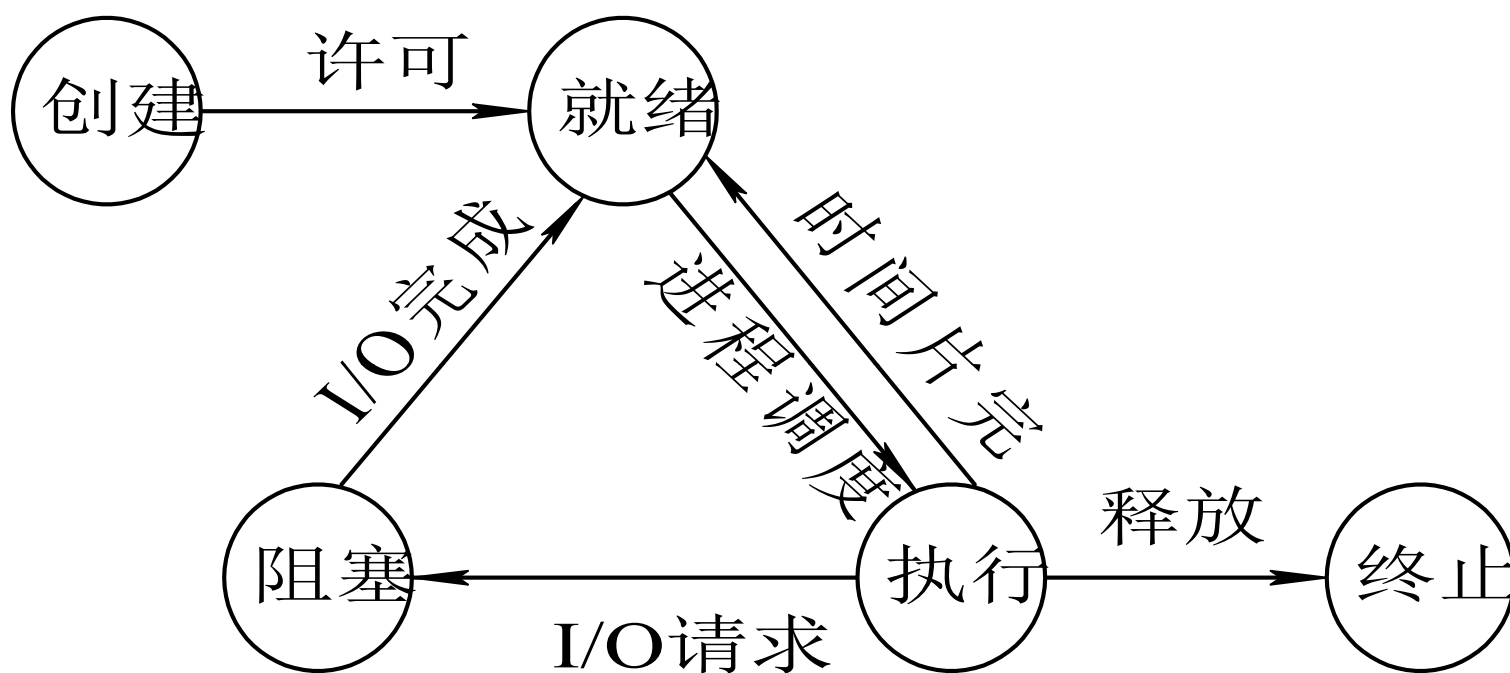 许可
创建
就绪
I/O完成
进程调度
时间片完
释放
阻塞
执行
终止
I/O请求